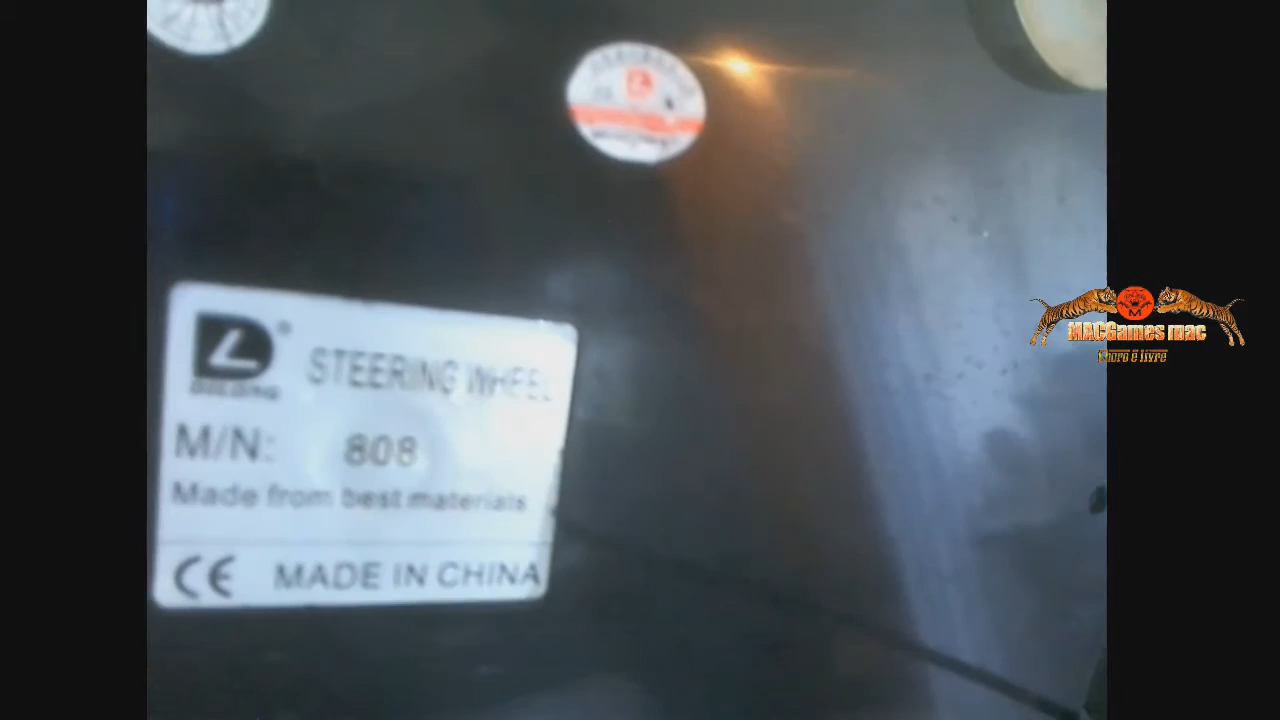 STEERING WHEEL
M/N: 808
Made from best materials
CE MADE IN CHINA
MACGames mac